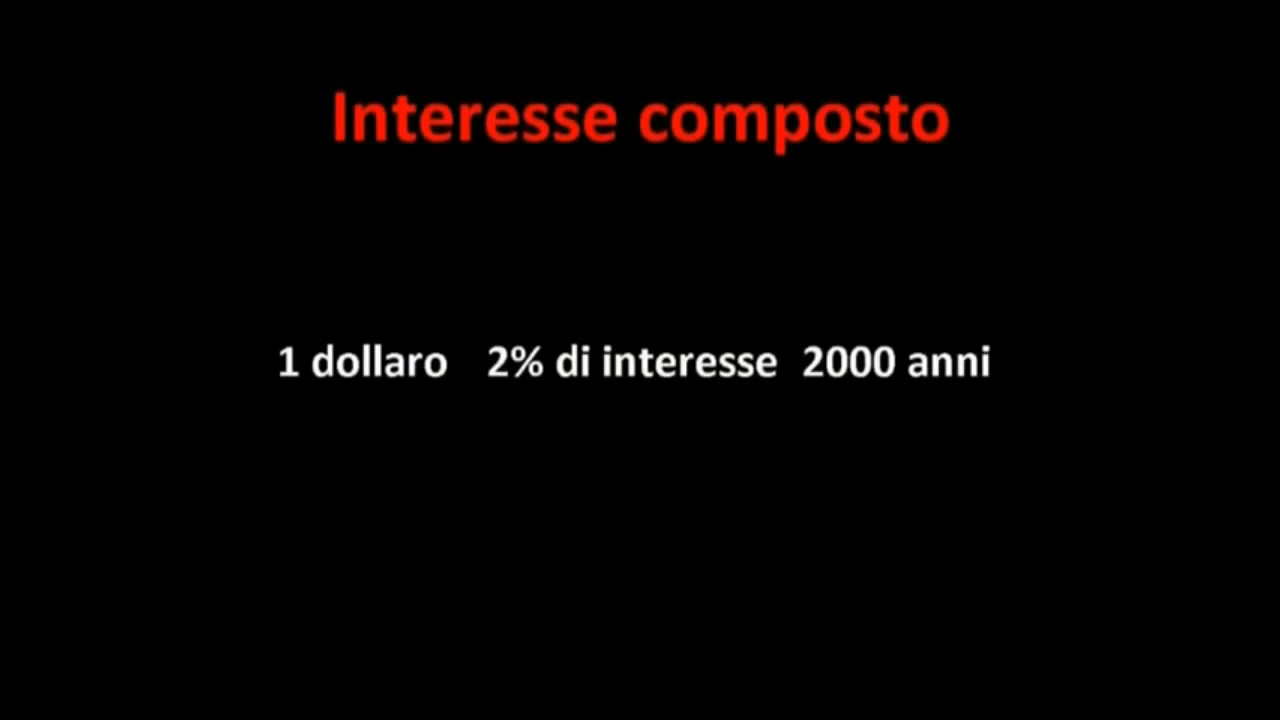 Interesse composto
1 dollaro 2% di interesse 2000 anni